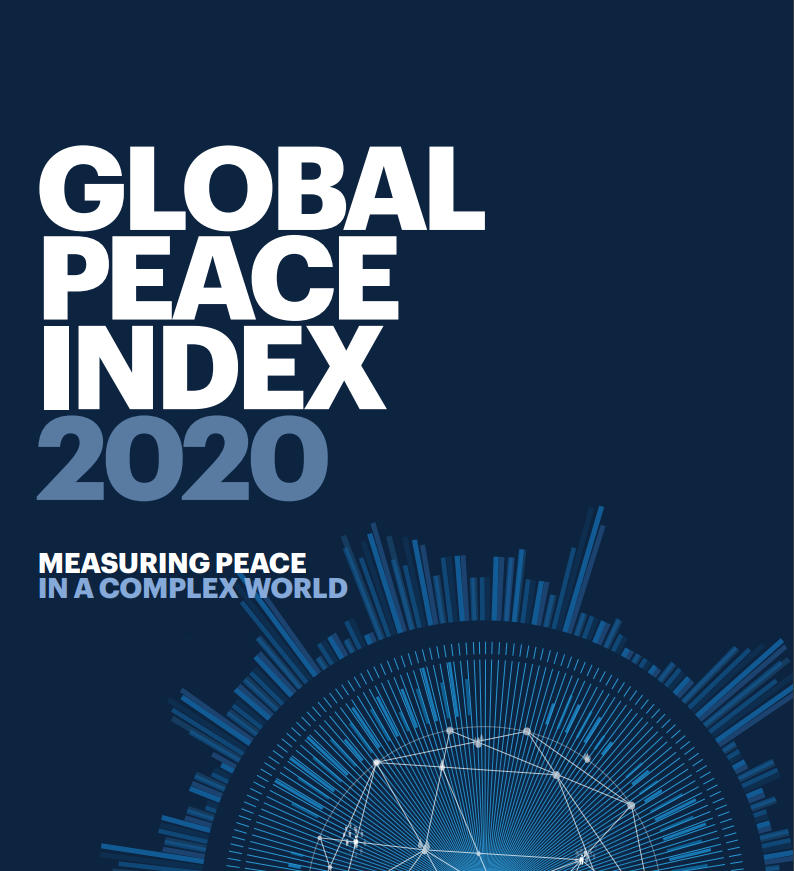 GLOBAL
PEACE
INDEX
2020
MEASURING PEACE
IN A COMPLEX WORLD